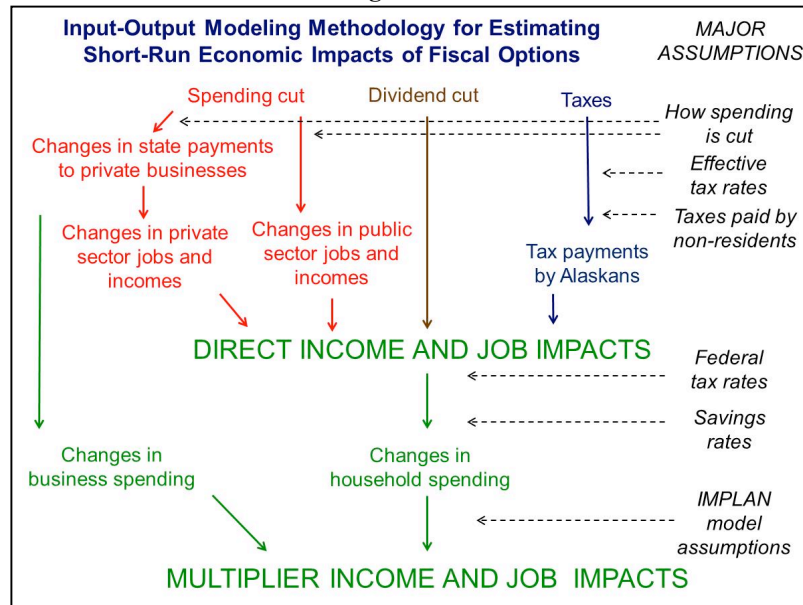 Input-Output Modeling Methodology for Estimating
Short-Run Economic Impacts of Fiscal Options
MAJOR
ASSUMPTIONS
Spending cut
Dividend cut
Taxes
How spending
is cut
Changes in state payments
to private businesses
Effective
tax rates
Taxes paid by
non-residents
Changes in private
sector jobs and
incomes
Changes in public
sector jobs and
incomes
Tax payments
by Alaskans
DIRECT INCOME AND JOB IMPACTS
Federal
tax rates
Savings
rates
Changes in
business spending
Changes in
household spending
IMPLAN
model
assumptions
MULTIPLIER INCOME AND JOB IMPACTS